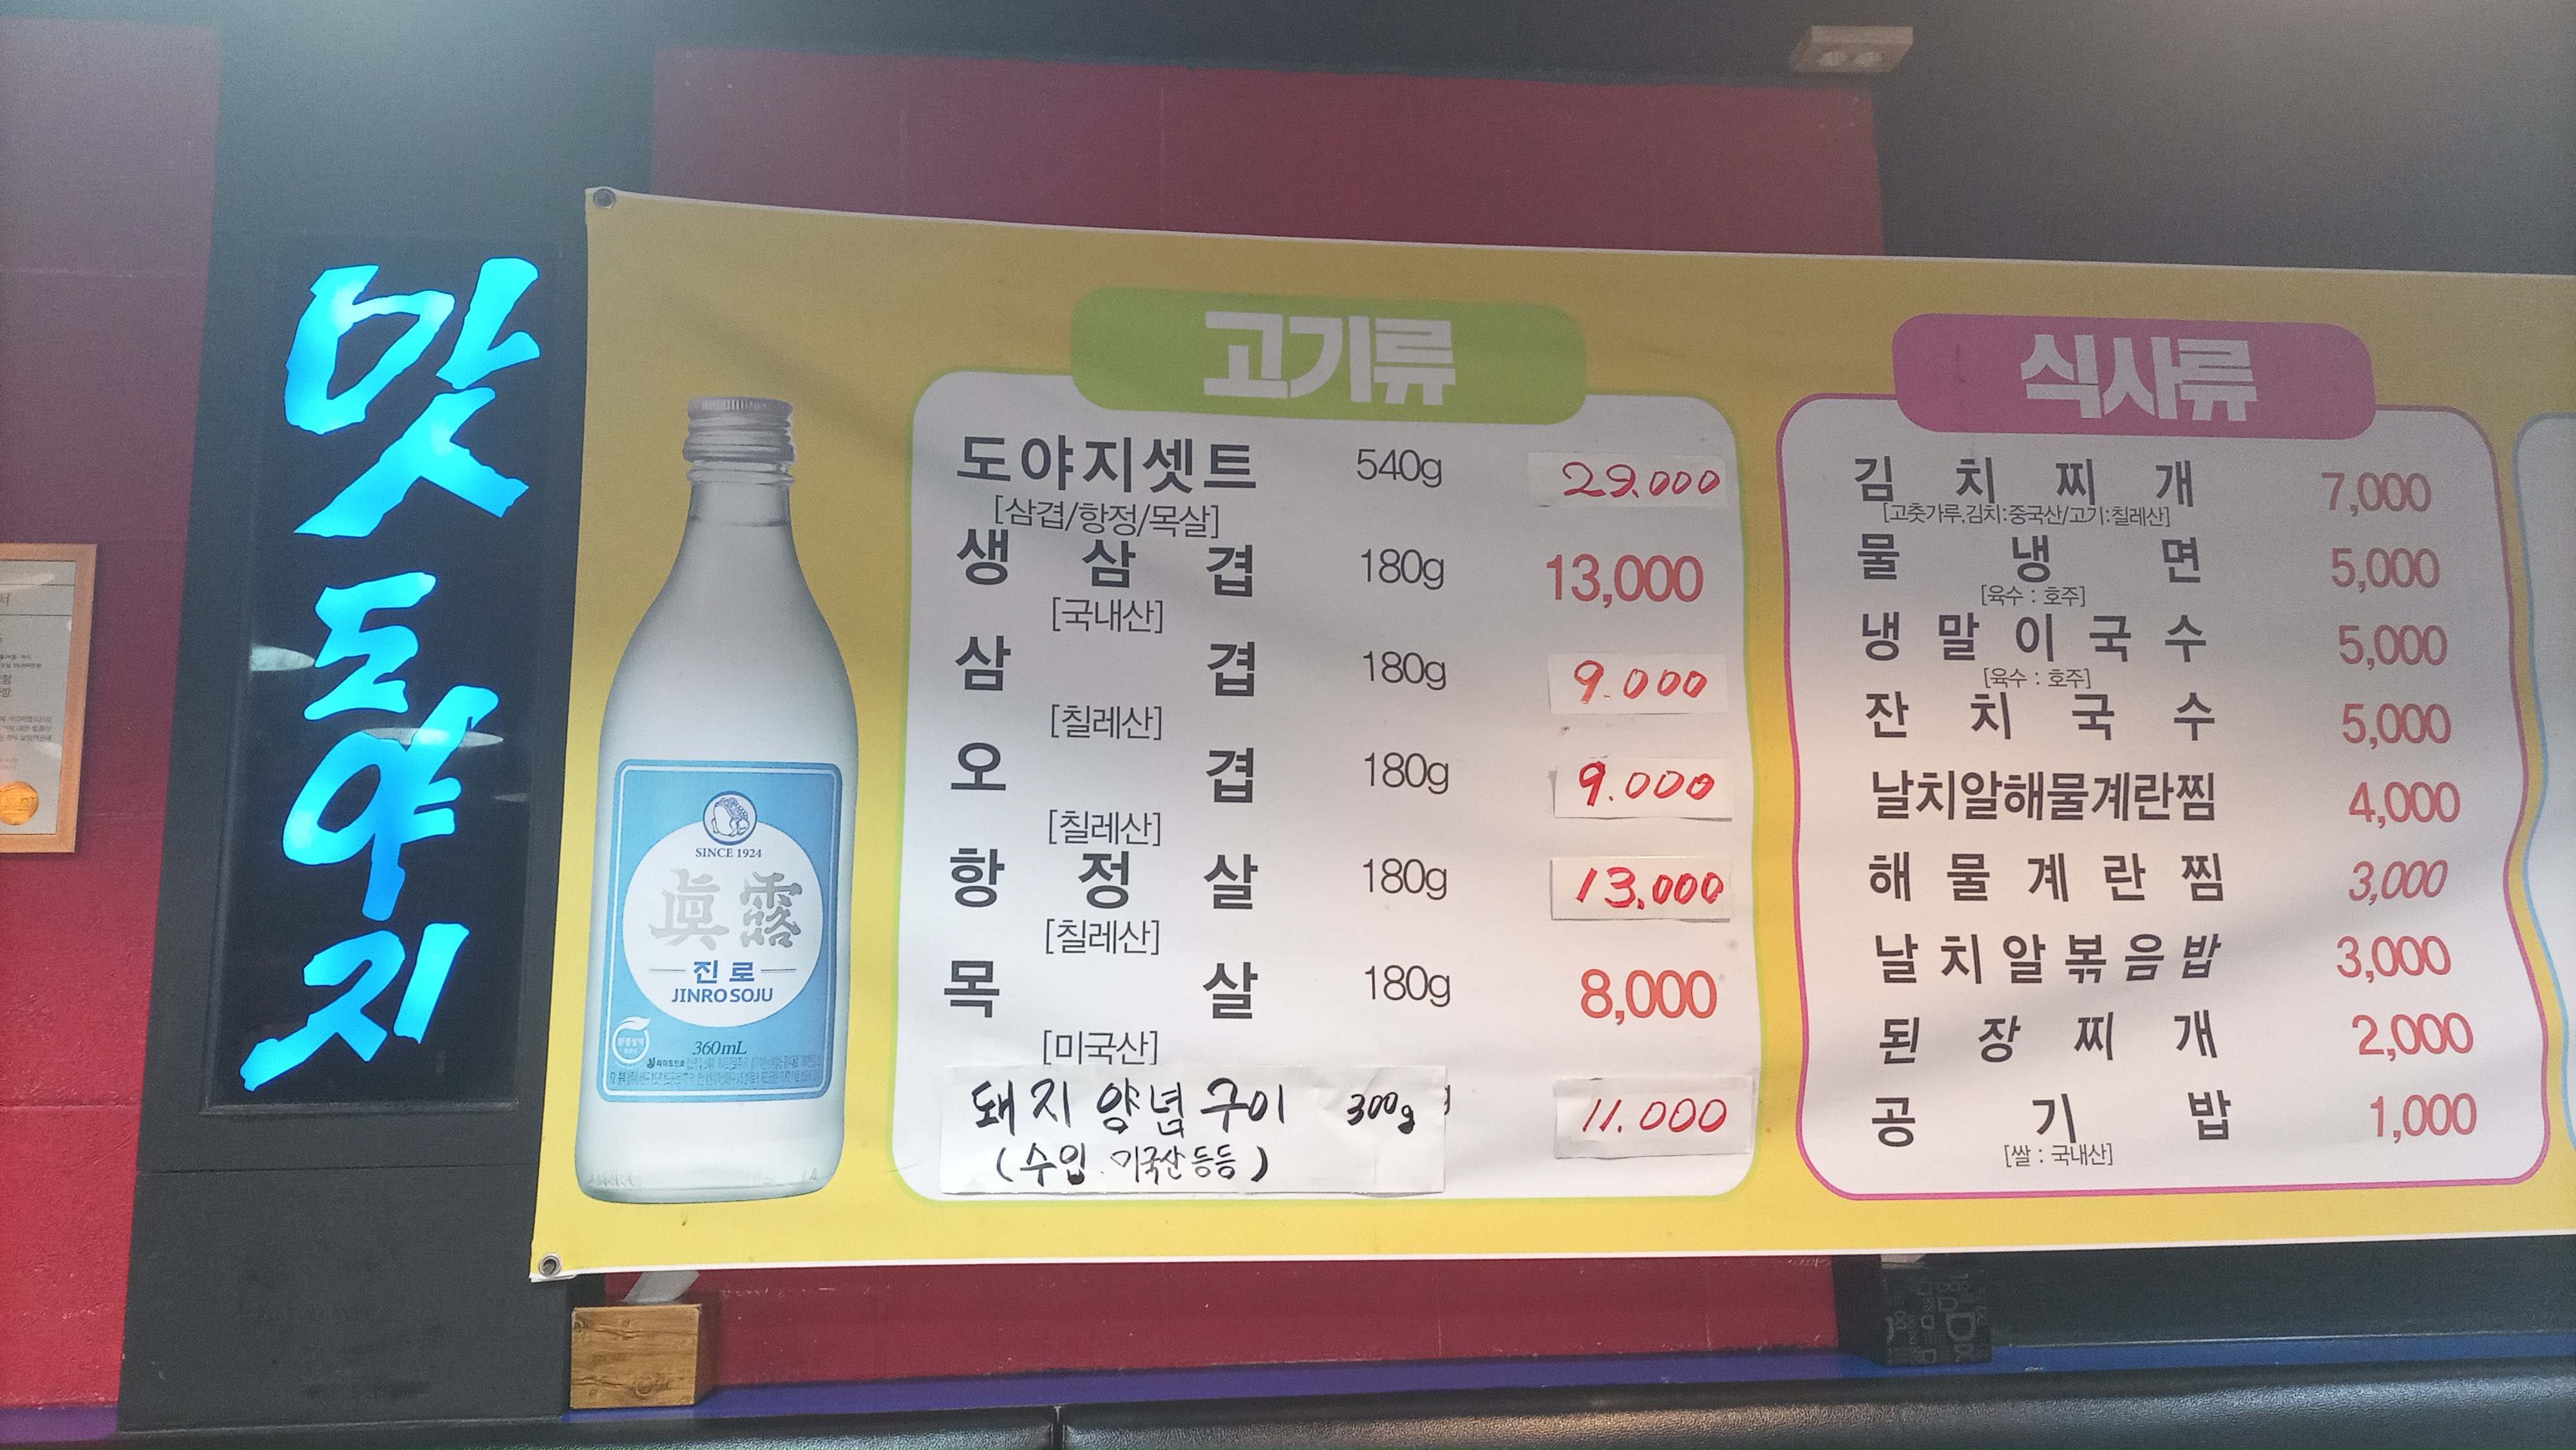 맛도야지
SINCE 1924
眞露
진로
JINRO SOJU
360mL
고기류
도야지셋트 540g 29.000
[삼겹/항정/목살]
생삼겹 180g 13,000
[국내산]
삼겹 180g 9.000
[칠레산]
오겹 180g 9.000
[칠레산]
항정살 180g 13.000
[칠레산]
목살 180g 8,000
[미국산]
돼지 양념구이 300g 11.000
(수입. 미국산 등등)
식사류
김치찌개 7,000
[고춧가루,김치:중국산/고기:칠레산]
물냉면 5,000
[육수 : 호주]
냉말이국수 5,000
[육수 : 호주]
잔치국수 5,000
날치알해물계란찜 4,000
해물계란찜 3,000
날치알볶음밥 3,000
된장찌개 2,000
공기밥 1,000
[쌀 : 국내산]